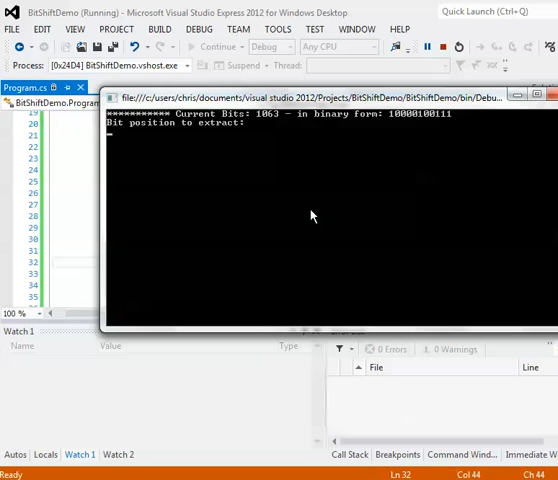 BitShiftDemo (Running) - Microsoft Visual Studio Express 2012 for Windows Desktop
Quick Launch (Ctrl+Q)
FILE EDIT VIEW PROJECT BUILD DEBUG TEAM TOOLS TEST WINDOW HELP
Continue Debug Any CPU
Process: [0x24D4] BitShiftDemo.vshost.exe Suspend Thread:
Program.cs
file:///c:/users/chris/documents/visual studio 2012/Projects/BitShiftDemo/BitShiftDemo/bin/Debu...
BitShiftDemo.Program
*********** Current Bits: 1063 - in binary form: 10000100111
Bit position to extract:
19
20
21
22
23
24
25
26
27
28
29
30
31
32
33
34
35
100 %
Watch 1
Name Value Type
0 Errors 0 Warnings
File Line
Autos Locals Watch 1 Watch 2
Call Stack Breakpoints Command Wind... Immediate W
Ready Ln 32 Col 44 Ch 44